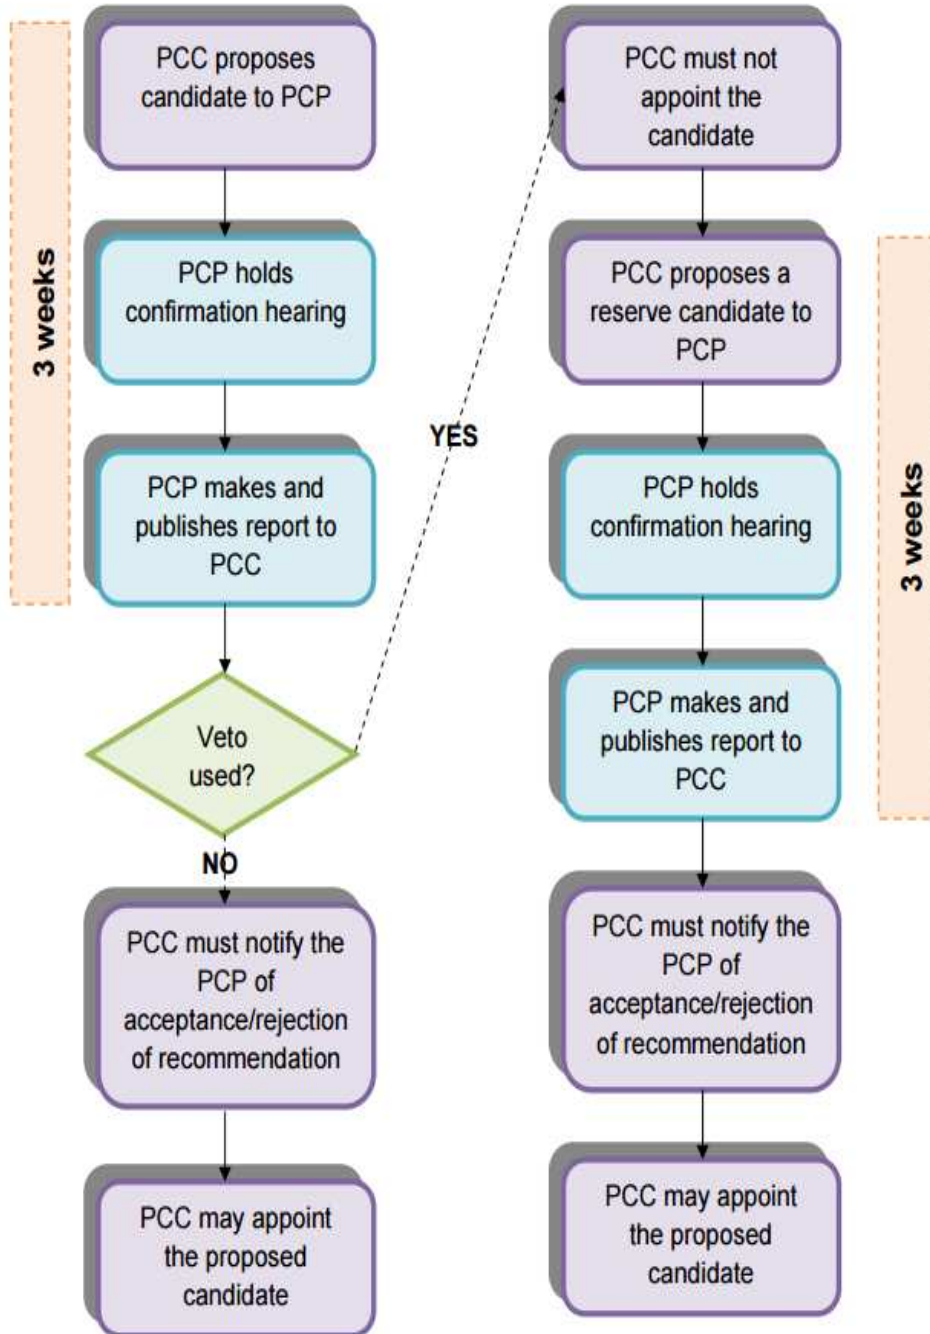 3 weeks
PCC proposes
candidate to PCP
PCP holds
confirmation hearing
PCP makes and
publishes report to
PCC
Veto
used?
YES
NO
PCC must notify the
PCP of
acceptance/rejection
of recommendation
PCC may appoint
the proposed
candidate
PCC must not
appoint the
candidate
PCC proposes a
reserve candidate to
PCP
PCP holds
confirmation hearing
PCP makes and
publishes report to
PCC
3 weeks
PCC must notify the
PCP of
acceptance/rejection
of recommendation
PCC may appoint
the proposed
candidate